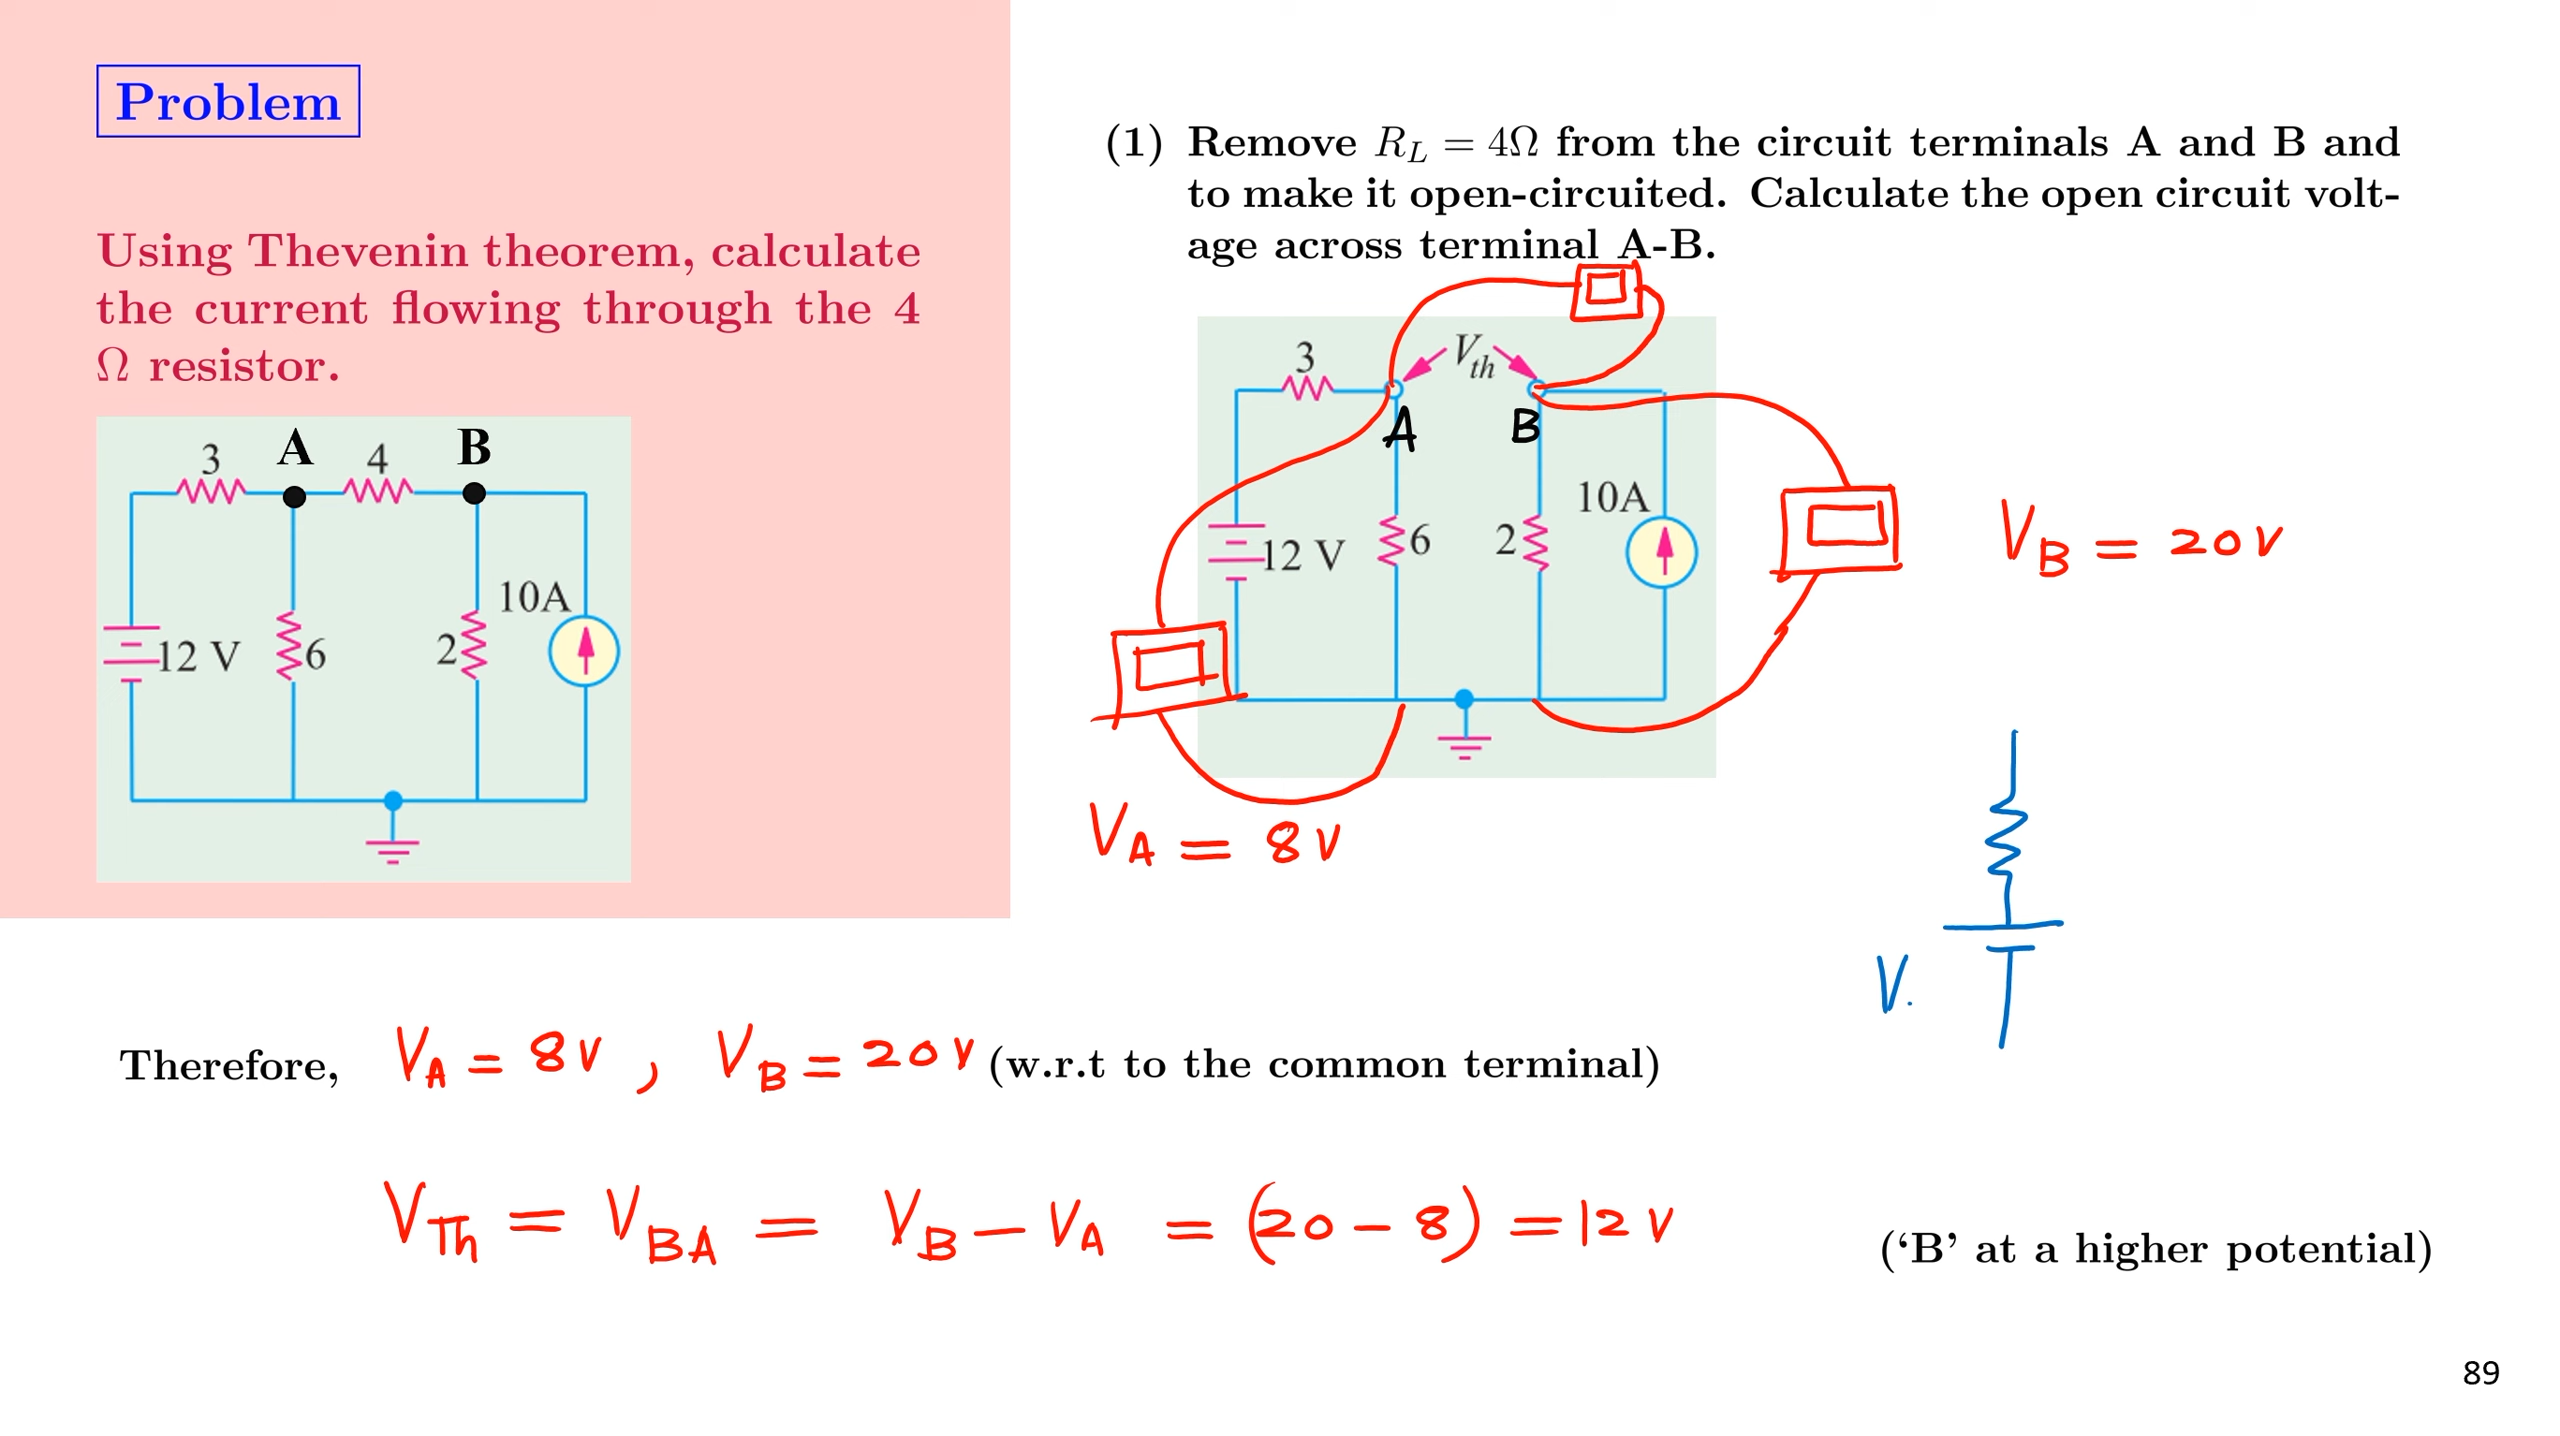 Problem
Using Thevenin theorem, calculate
the current flowing through the 4
Ω resistor.
3 A 4 B
10A
12 V 6 2
(1) Remove R_L = 4Ω from the circuit terminals A and B and
to make it open-circuited. Calculate the open circuit volt-
age across terminal A-B.
3 V_th
A B
10A
12 V 6 2
V_B = 20V
V_A = 8V
V.
Therefore, V_A = 8V , V_B = 20V (w.r.t to the common terminal)
V_Th = V_BA = V_B - V_A = (20 - 8) = 12 V
(‘B’ at a higher potential)
89